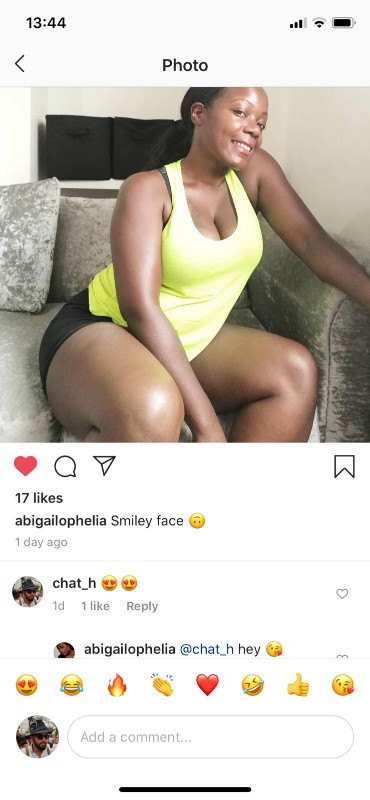 13:44
Photo
17 likes
abigailophelia Smiley face 🙃
1 day ago
chat_h 😍😍
1d 1 like Reply
abigailophelia @chat_h hey 😘
😍 😂 🔥 👏 ❤️ 🤣 👍 😘
Add a comment...